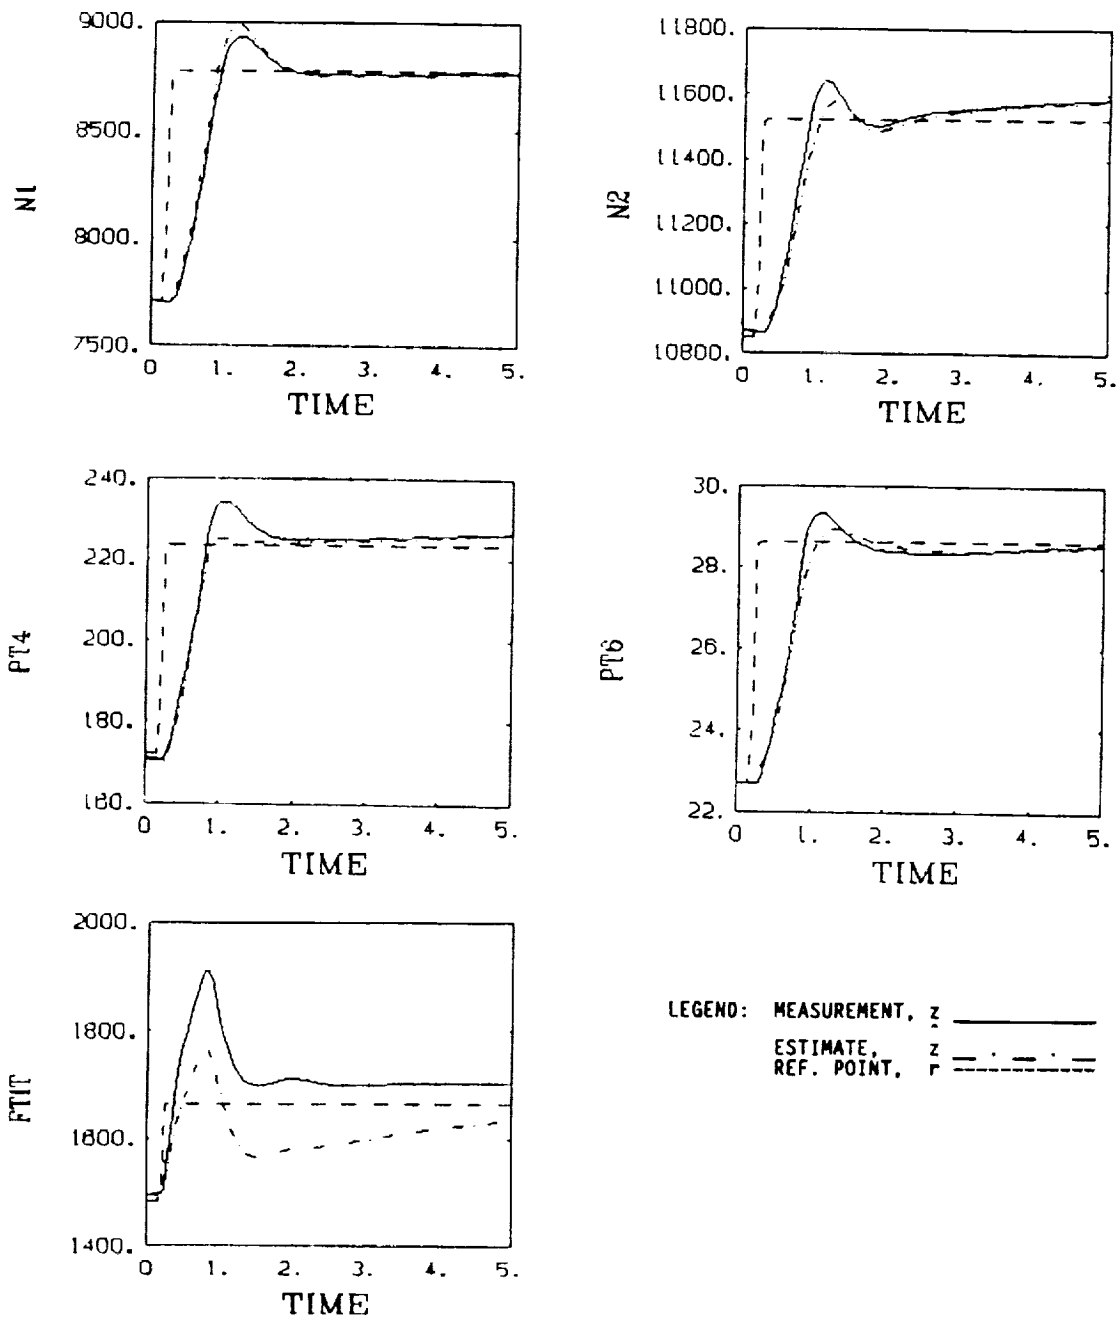 9000.
8500.
8000.
7500.
N1
0 1. 2. 3. 4. 5.
TIME
11800.
11600.
11400.
11200.
11000.
10800.
N2
0 1. 2. 3. 4. 5.
TIME
240.
220.
200.
180.
160.
PT4
0 1. 2. 3. 4. 5.
TIME
30.
28.
26.
24.
22.
PT6
0 1. 2. 3. 4. 5.
TIME
2000.
1800.
1600.
1400.
FTIT
0 1. 2. 3. 4. 5.
TIME
LEGEND: MEASUREMENT, z
ESTIMATE, ẑ
REF. POINT, r